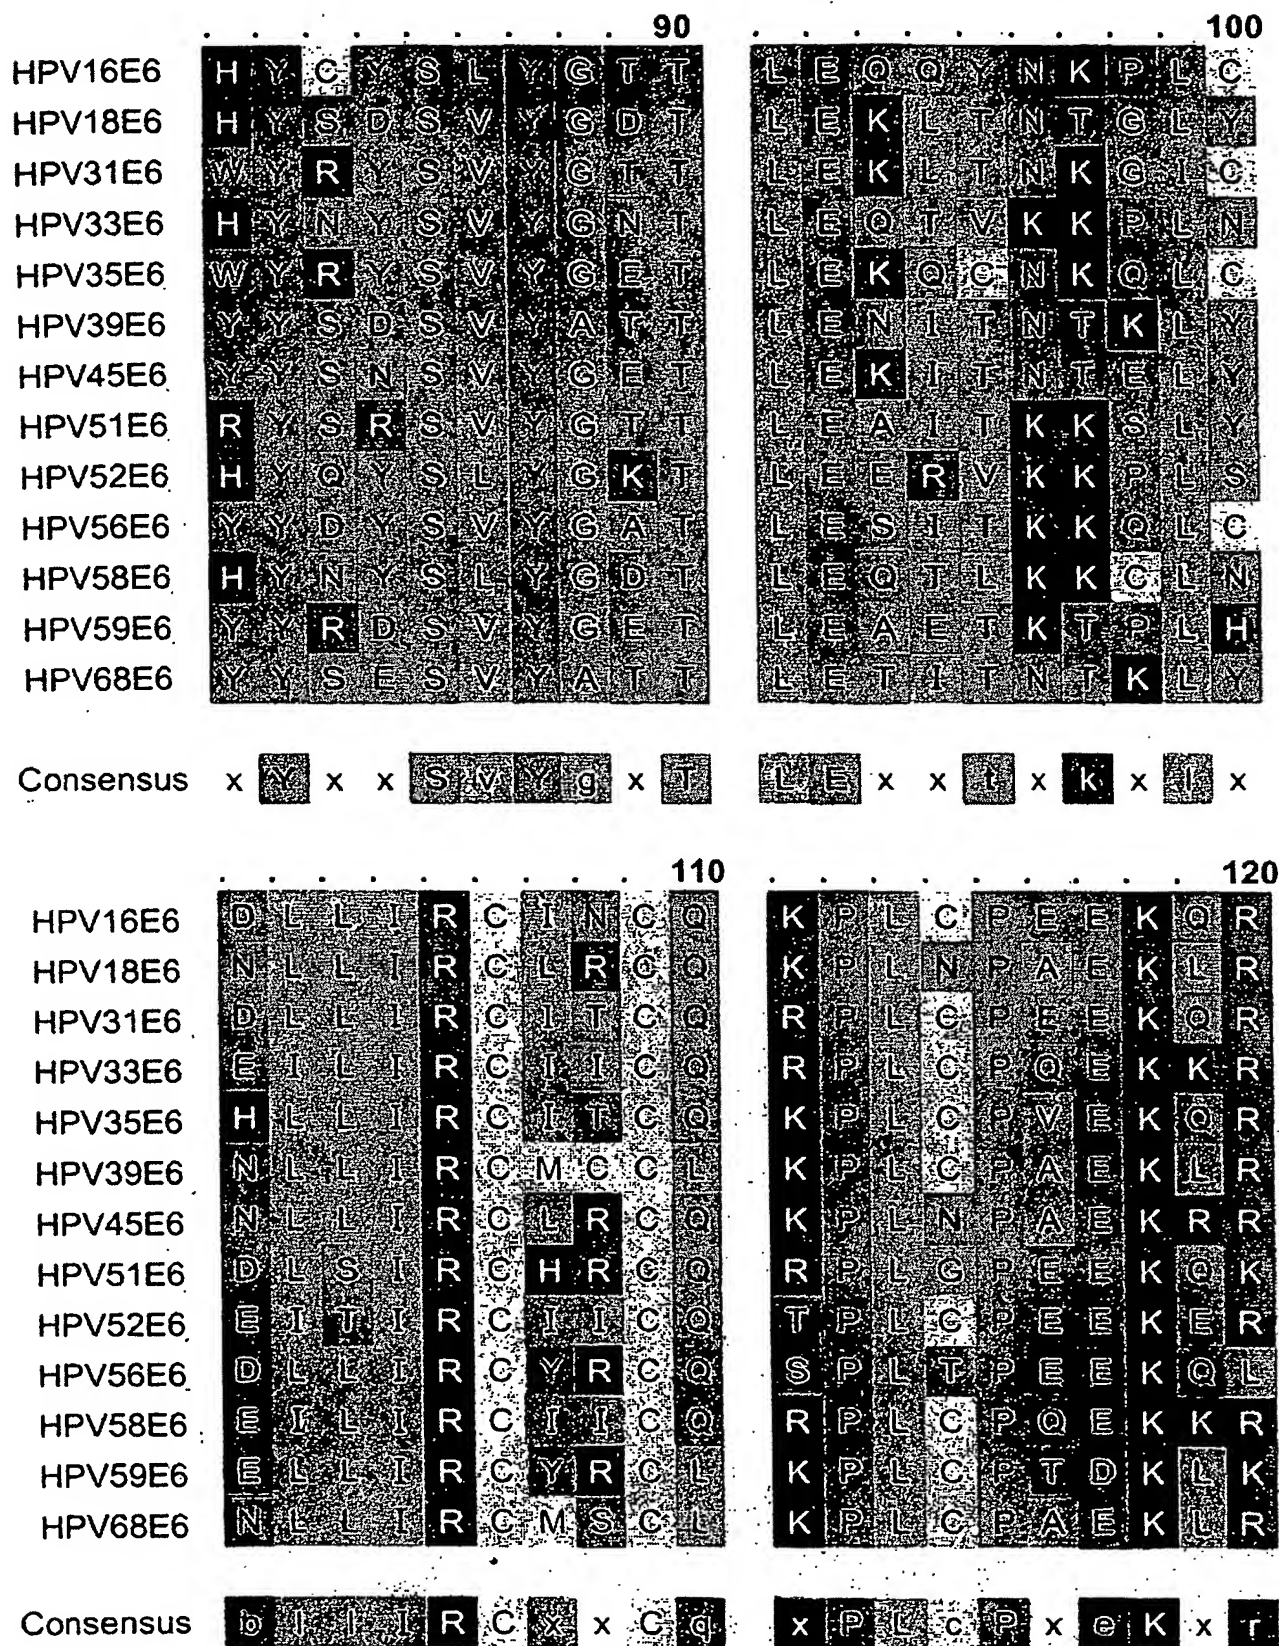 90 100
HPV16E6 H Y C Y S L Y G T T L E Q Q Y N K P L C
HPV18E6 H Y S D S V Y G D T L E K L T N T G L Y
HPV31E6 W Y R Y S V Y G T T L E K L T N K G I C
HPV33E6 H Y N Y S V Y G N T L E Q T V K K P L N
HPV35E6 W Y R Y S V Y G E T L E K Q C N K Q L C
HPV39E6 Y Y S D S V Y A T T L E N I T N T K L Y
HPV45E6 Y Y S N S V Y G E T L E K I T N T E L Y
HPV51E6 R Y S R S V Y G T T L E A I T K K S L Y
HPV52E6 H Y Q Y S L Y G K T L E E R V K K P L S
HPV56E6 Y Y D Y S V Y G A T L E S I T K K Q L C
HPV58E6 H Y N Y S L Y G D T L E Q T L K K C L N
HPV59E6 Y Y R D S V Y G E T L E A E T K T P L H
HPV68E6 Y Y S E S V Y A T T L E T I T N T K L Y
Consensus x Y x x S v Y g x T L E x x t x k x l x
110 120
HPV16E6 D L L I R C I N C Q K P L C P E E K Q R
HPV18E6 N L L I R C L R C Q K P L N P A E K L R
HPV31E6 D L L I R C I T C Q R P L C P E E K Q R
HPV33E6 E I L I R C I I C Q R P L C P Q E K K R
HPV35E6 H L L I R C I T C Q K P L C P V E K Q R
HPV39E6 N L L I R C M C C L K P L C P A E K L R
HPV45E6 N L L I R C L R C Q K P L N P A E K R R
HPV51E6 D L S I R C H R C Q R P L G P E E K Q K
HPV52E6 E I T I R C I I C Q T P L C P E E K E R
HPV56E6 D L L I R C Y R C Q S P L T P E E K Q L
HPV58E6 E I L I R C I I C Q R P L C P Q E K K R
HPV59E6 E L L I R C Y R C L K P L C P T D K L K
HPV68E6 N L L I R C M S C L K P L C P A E K L R
Consensus b l l I R C x x C q x P L c P x e K x r